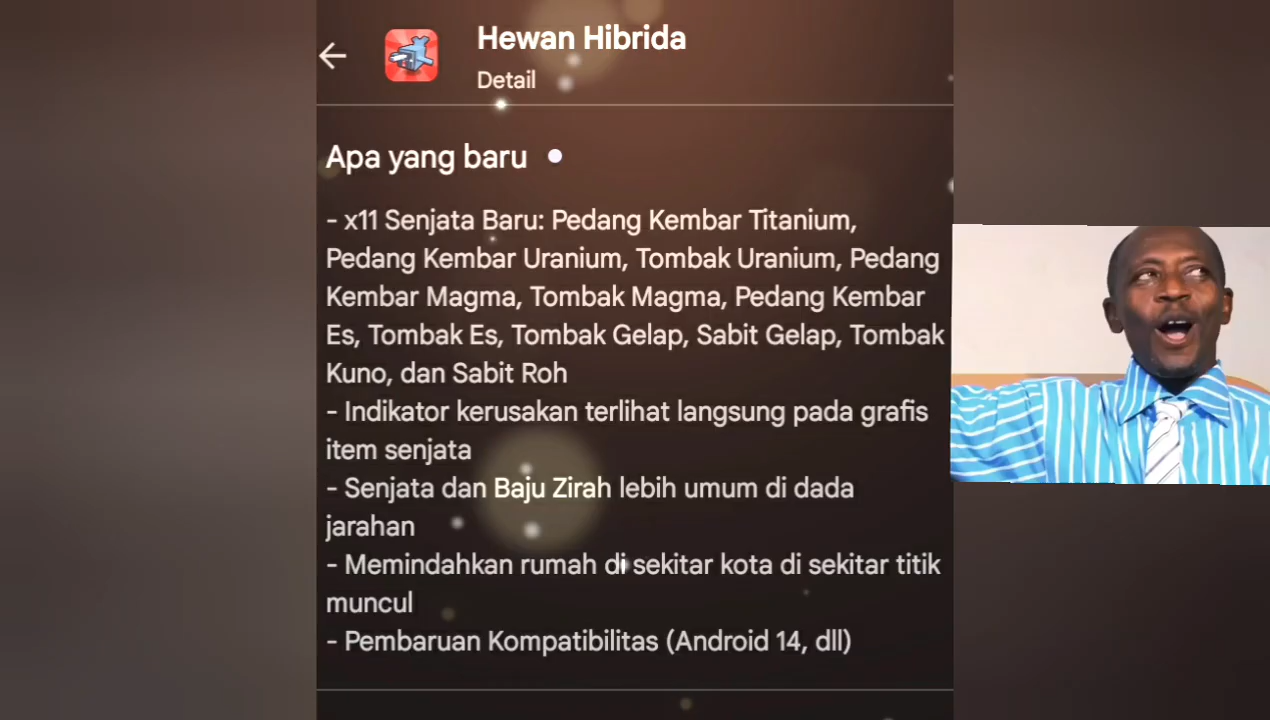 Hewan Hibrida
Detail
Apa yang baru
- x11 Senjata Baru: Pedang Kembar Titanium,
Pedang Kembar Uranium, Tombak Uranium, Pedang
Kembar Magma, Tombak Magma, Pedang Kembar
Es, Tombak Es, Tombak Gelap, Sabit Gelap, Tombak
Kuno, dan Sabit Roh
- Indikator kerusakan terlihat langsung pada grafis
item senjata
- Senjata dan Baju Zirah lebih umum di dada
jarahan
- Memindahkan rumah di sekitar kota di sekitar titik
muncul
- Pembaruan Kompatibilitas (Android 14, dll)